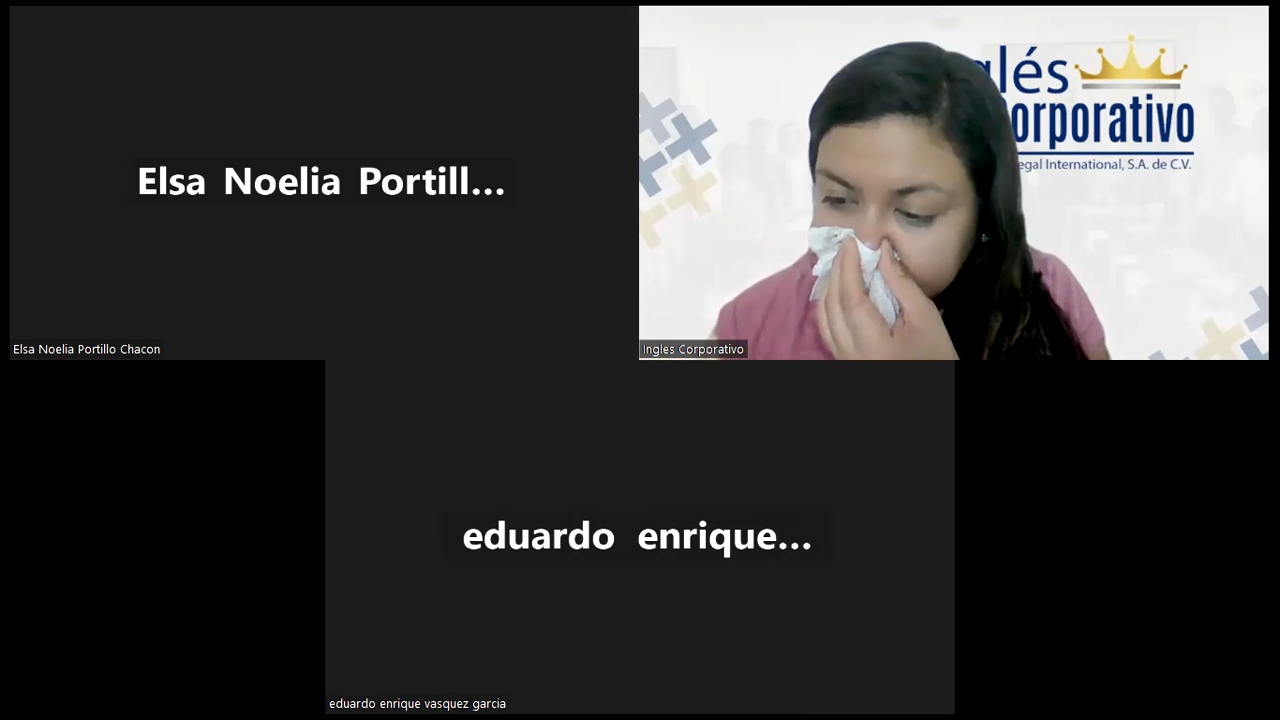 Elsa Noelia Portill...
Elsa Noelia Portillo Chacon
glés
orporativo
egal International, S.A. de C.V.
Ingles Corporativo
eduardo enrique...
eduardo enrique vasquez garcia